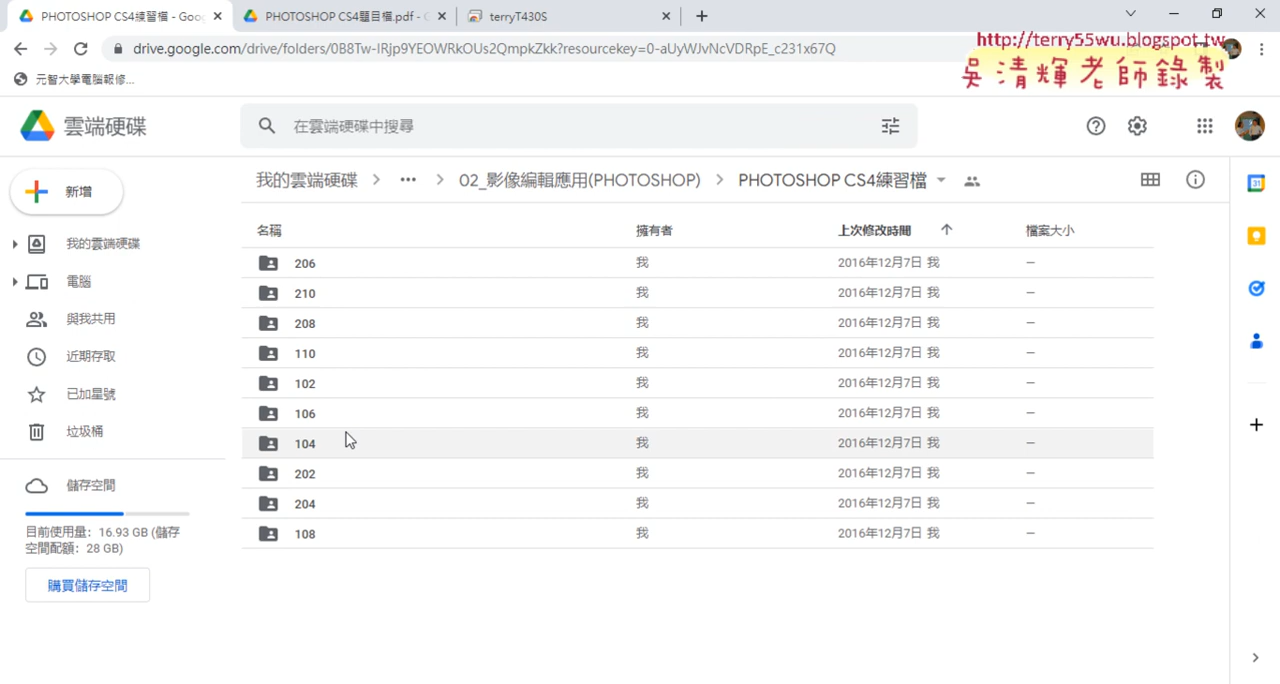 PHOTOSHOP CS4練習檔 - Goo
PHOTOSHOP CS4題目檔.pdf - G
terryT430S
drive.google.com/drive/folders/0B8Tw-IRjp9YEOWRkOUs2QmpkZkk?resourcekey=0-aUyWJvNcVDRpE_c231x67Q
http://terry55wu.blogspot.tw
吳清輝老師錄製
元智大學電腦報修...
雲端硬碟
在雲端硬碟中搜尋
新增
我的雲端硬碟 > ... > 02_影像編輯應用(PHOTOSHOP) > PHOTOSHOP CS4練習檔
31
名稱 擁有者 上次修改時間 檔案大小
我的雲端硬碟
電腦
與我共用
近期存取
已加星號
垃圾桶
儲存空間
目前使用量: 16.93 GB (儲存
空間配額: 28 GB)
購買儲存空間
206 我 2016年12月7日 我 —
210 我 2016年12月7日 我 —
208 我 2016年12月7日 我 —
110 我 2016年12月7日 我 —
102 我 2016年12月7日 我 —
106 我 2016年12月7日 我 —
104 我 2016年12月7日 我 —
202 我 2016年12月7日 我 —
204 我 2016年12月7日 我 —
108 我 2016年12月7日 我 —